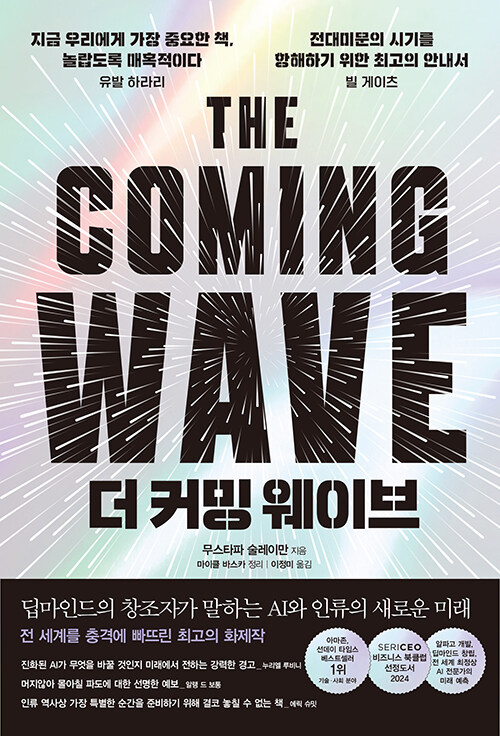 지금 우리에게 가장 중요한 책,
놀랍도록 매혹적이다
유발 하라리
전대미문의 시기를
항해하기 위한 최고의 안내서
빌 게이츠
THE
COMING
WAVE
더 커밍 웨이브
무스타파 술레이만 지음
마이클 바스카 정리 | 이정미 옮김
딥마인드의 창조자가 말하는 AI와 인류의 새로운 미래
전 세계를 충격에 빠뜨린 최고의 화제작
진화된 AI가 무엇을 바꿀 것인지 미래에서 전하는 강력한 경고_누리엘 루비니
머지않아 몰아칠 파도에 대한 선명한 예보_알랭 드 보통
인류 역사상 가장 특별한 순간을 준비하기 위해 결코 놓칠 수 없는 책_에릭 슈밋
아마존,
선데이 타임스
베스트셀러
1위
기술·사회 분야
SERICEO
비즈니스 북클럽
선정도서
2024
알파고 개발,
딥마인드 창립,
전 세계 최정상
AI 전문가의
미래 예측